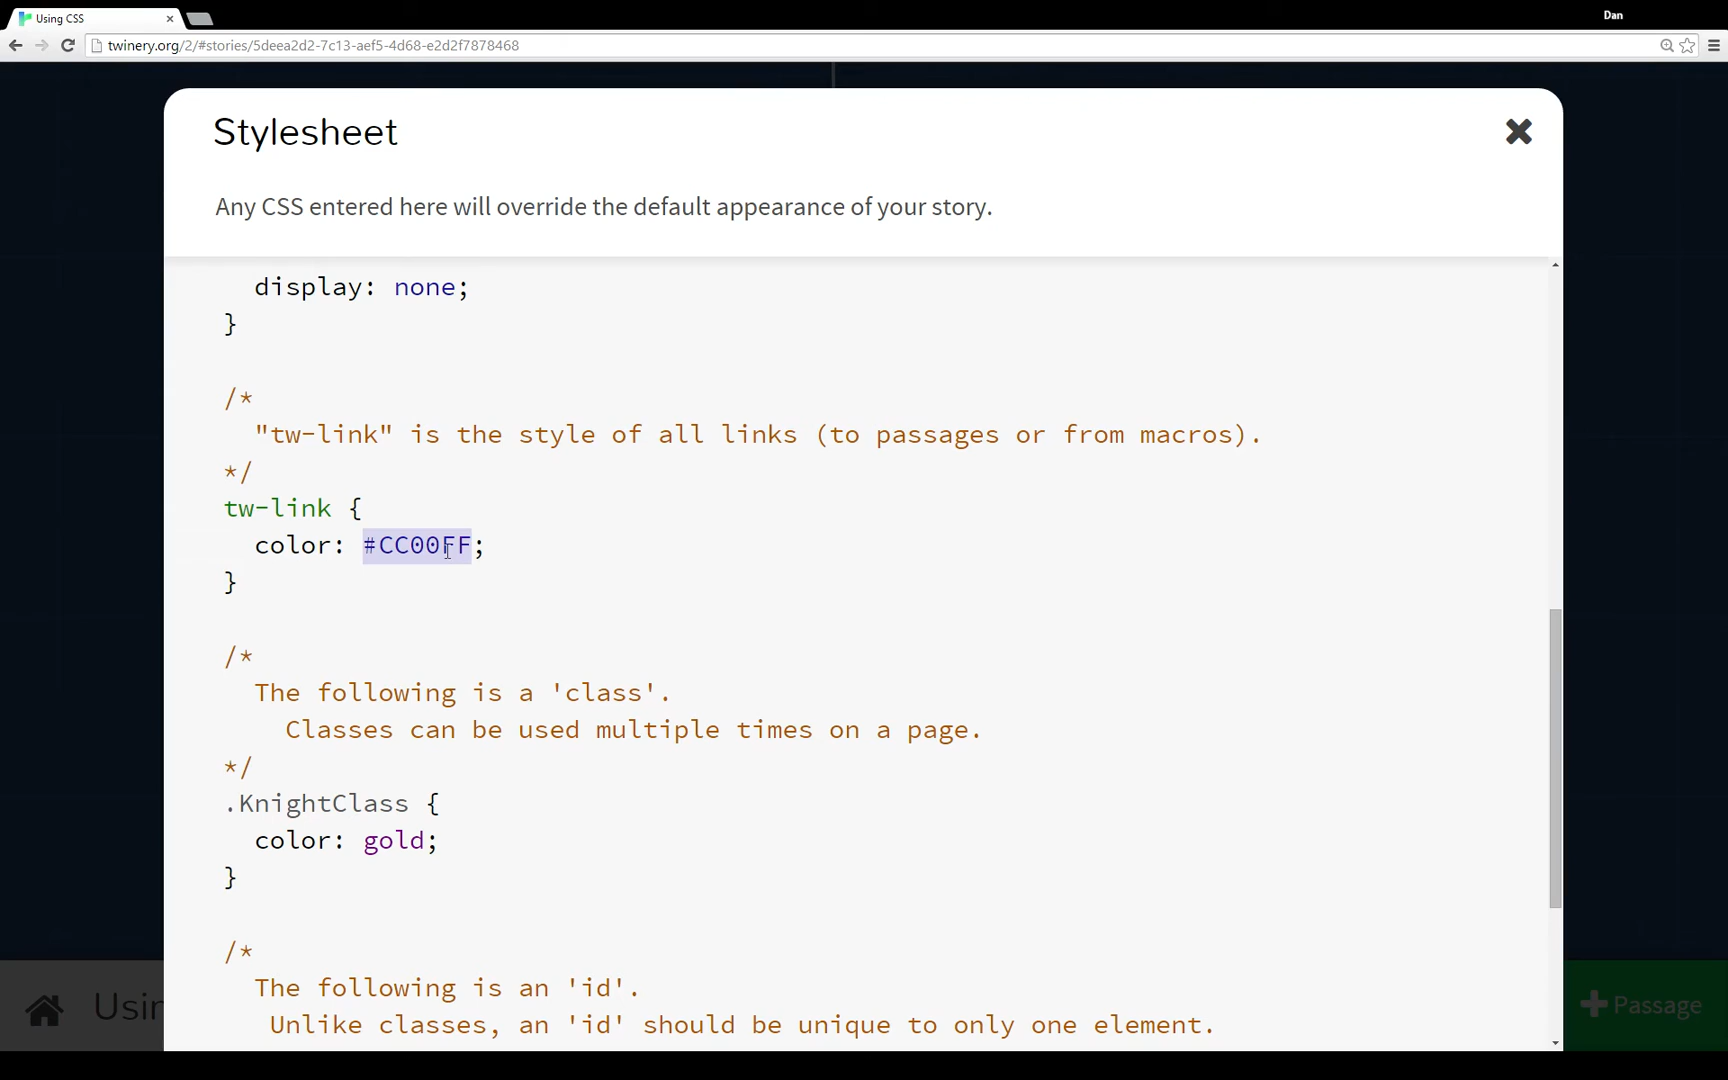 Using CSS
Dan
twinery.org/2/#stories/5deea2d2-7c13-aef5-4d68-e2d2f7878468
Stylesheet
Any CSS entered here will override the default appearance of your story.
display: none;
}
/*
"tw-link" is the style of all links (to passages or from macros).
*/
tw-link {
color: #CC00FF;
}
/*
The following is a 'class'.
Classes can be used multiple times on a page.
*/
.KnightClass {
color: gold;
}
/*
The following is an 'id'.
Unlike classes, an 'id' should be unique to only one element.
Usin
Passage